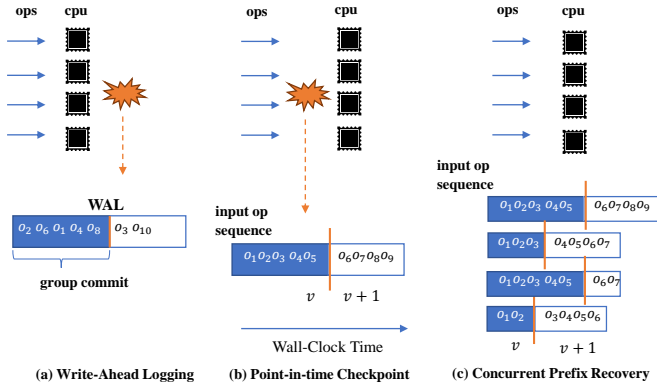 ops cpu
WAL
o2 o6 o1 o4 o8 o3 o10
group commit
(a) Write-Ahead Logging
ops cpu
input op
sequence
o1o2o3 o4o5 o6o7o8o9
v v + 1
Wall-Clock Time
(b) Point-in-time Checkpoint
ops cpu
input op
sequence
o1o2o3 o4o5 o6o7o8o9
o1o2o3 o4o5o6o7
o1o2o3 o4o5 o6o7
o1o2 o3o4o5o6
v v + 1
(c) Concurrent Prefix Recovery